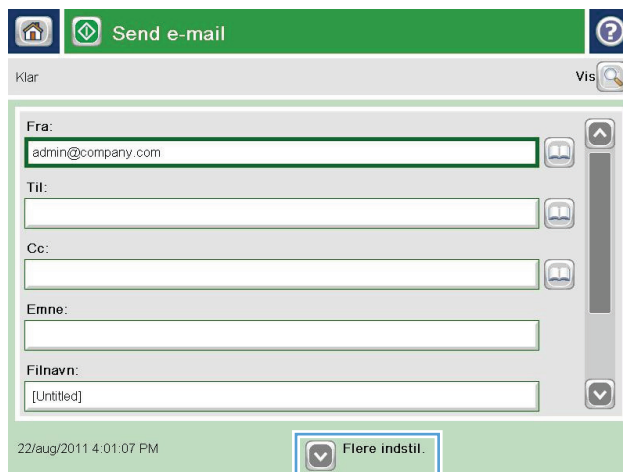 Send e-mail
Klar
Vis
Fra:
admin@company.com
Til:
Cc:
Emne:
Filnavn:
[Untitled]
22/aug/2011 4:01:07 PM
Flere indstil.